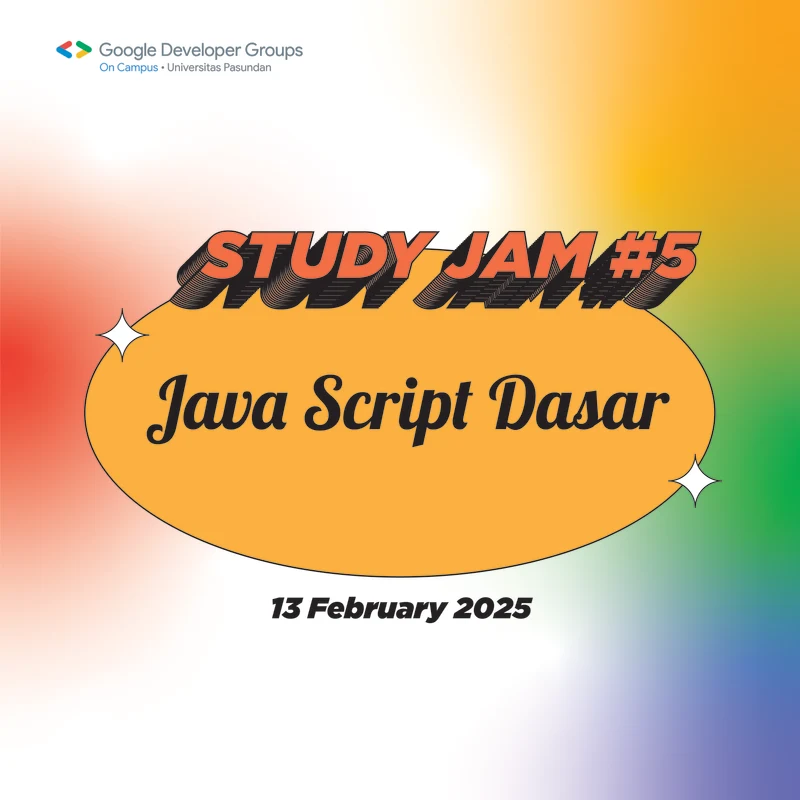 Google Developer Groups
On Campus • Universitas Pasundan
STUDY JAM #5
Java Script Dasar
13 February 2025